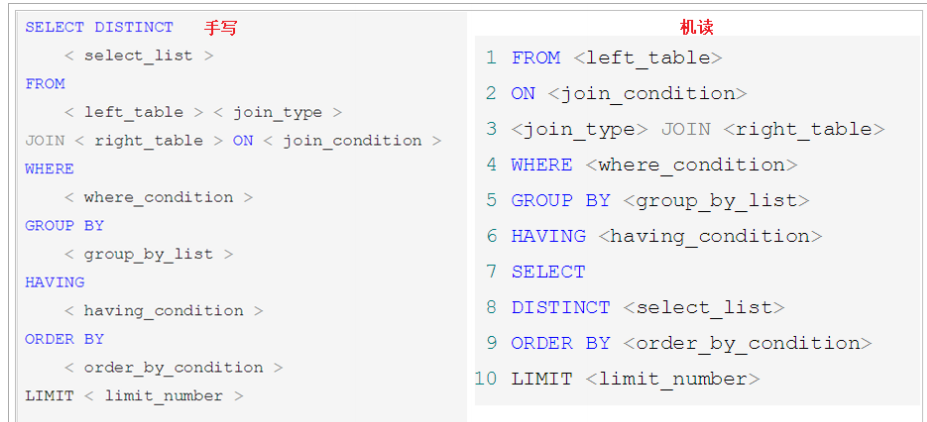 SELECT DISTINCT 手写
< select_list >
FROM
< left_table > < join_type >
JOIN < right_table > ON < join_condition >
WHERE
< where_condition >
GROUP BY
< group_by_list >
HAVING
< having_condition >
ORDER BY
< order_by_condition >
LIMIT < limit_number >
机读
1 FROM <left_table>
2 ON <join_condition>
3 <join_type> JOIN <right_table>
4 WHERE <where_condition>
5 GROUP BY <group_by_list>
6 HAVING <having_condition>
7 SELECT
8 DISTINCT <select_list>
9 ORDER BY <order_by_condition>
10 LIMIT <limit_number>